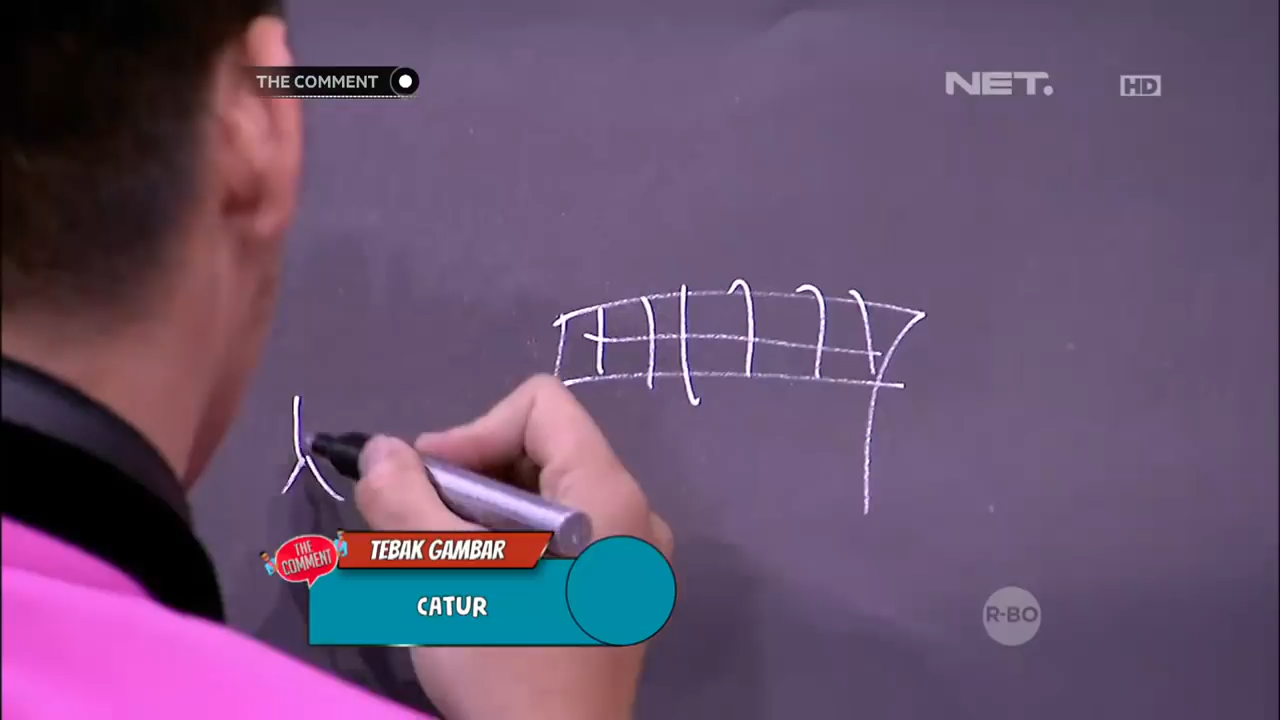 THE COMMENT
NET.
HD
THE COMMENT
TEBAK GAMBAR
CATUR
R-BO